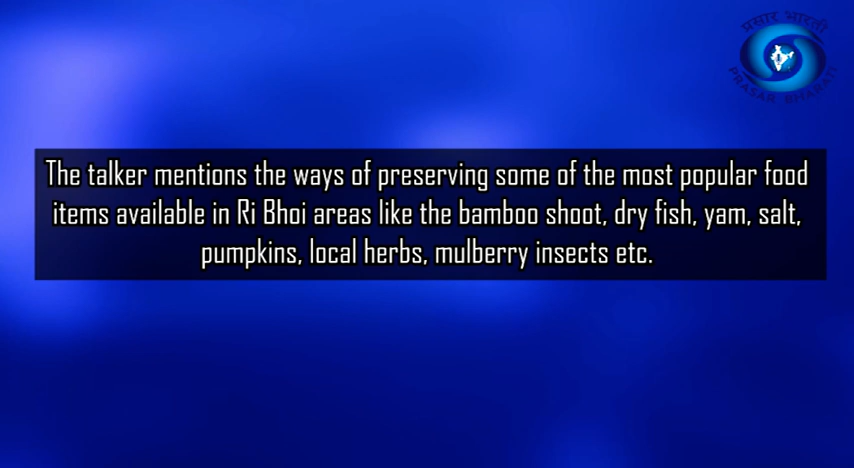 प्रसार भारती
PRASAR BHARATI
The talker mentions the ways of preserving some of the most popular food
items available in Ri Bhoi areas like the bamboo shoot, dry fish, yam, salt,
pumpkins, local herbs, mulberry insects etc.